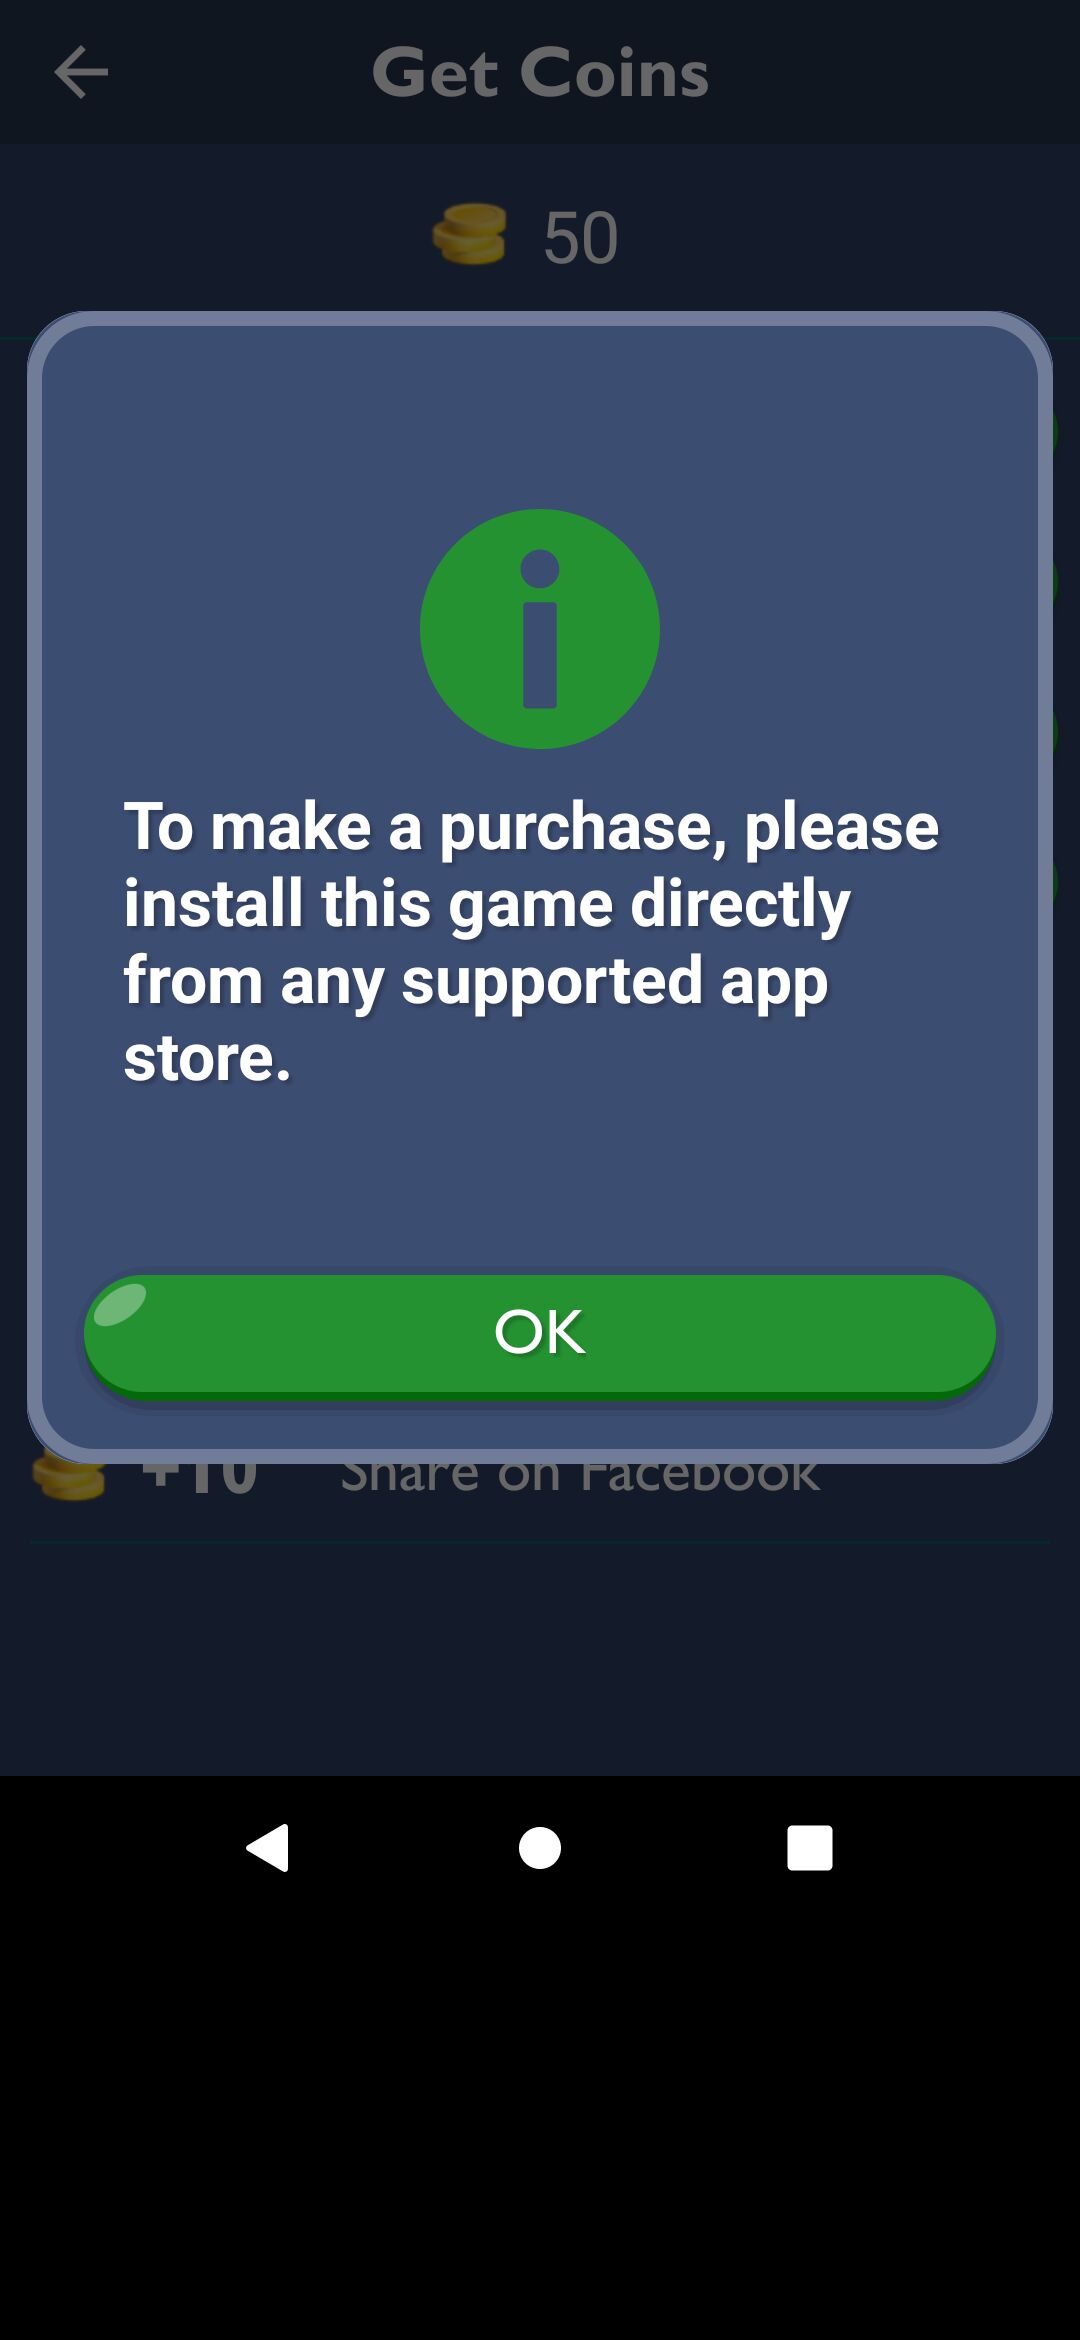 Get Coins
50
To make a purchase, please
install this game directly
from any supported app
store.
OK
+10 Share on Facebook